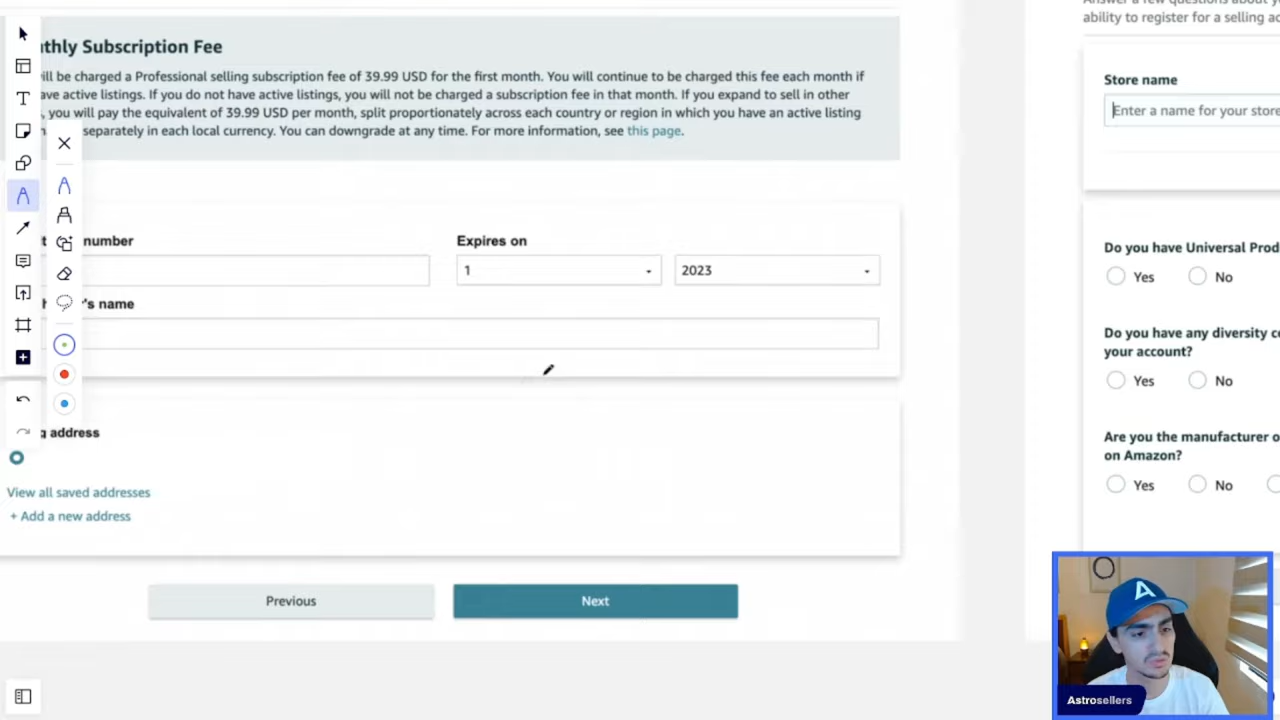 thly Subscription Fee
ill be charged a Professional selling subscription fee of 39.99 USD for the first month. You will continue to be charged this fee each month if
ave active listings. If you do not have active listings, you will not be charged a subscription fee in that month. If you expand to sell in other
, you will pay the equivalent of 39.99 USD per month, split proportionately across each country or region in which you have an active listing
separately in each local currency. You can downgrade at any time. For more information, see this page.
number
Expires on
1
2023
's name
address
View all saved addresses
+ Add a new address
Previous
Next
ability to register for a selling ac
Store name
Enter a name for your store
Do you have Universal Prod
Yes
No
Do you have any diversity ce
your account?
Yes
No
Are you the manufacturer o
on Amazon?
Yes
No
A
Astrosellers